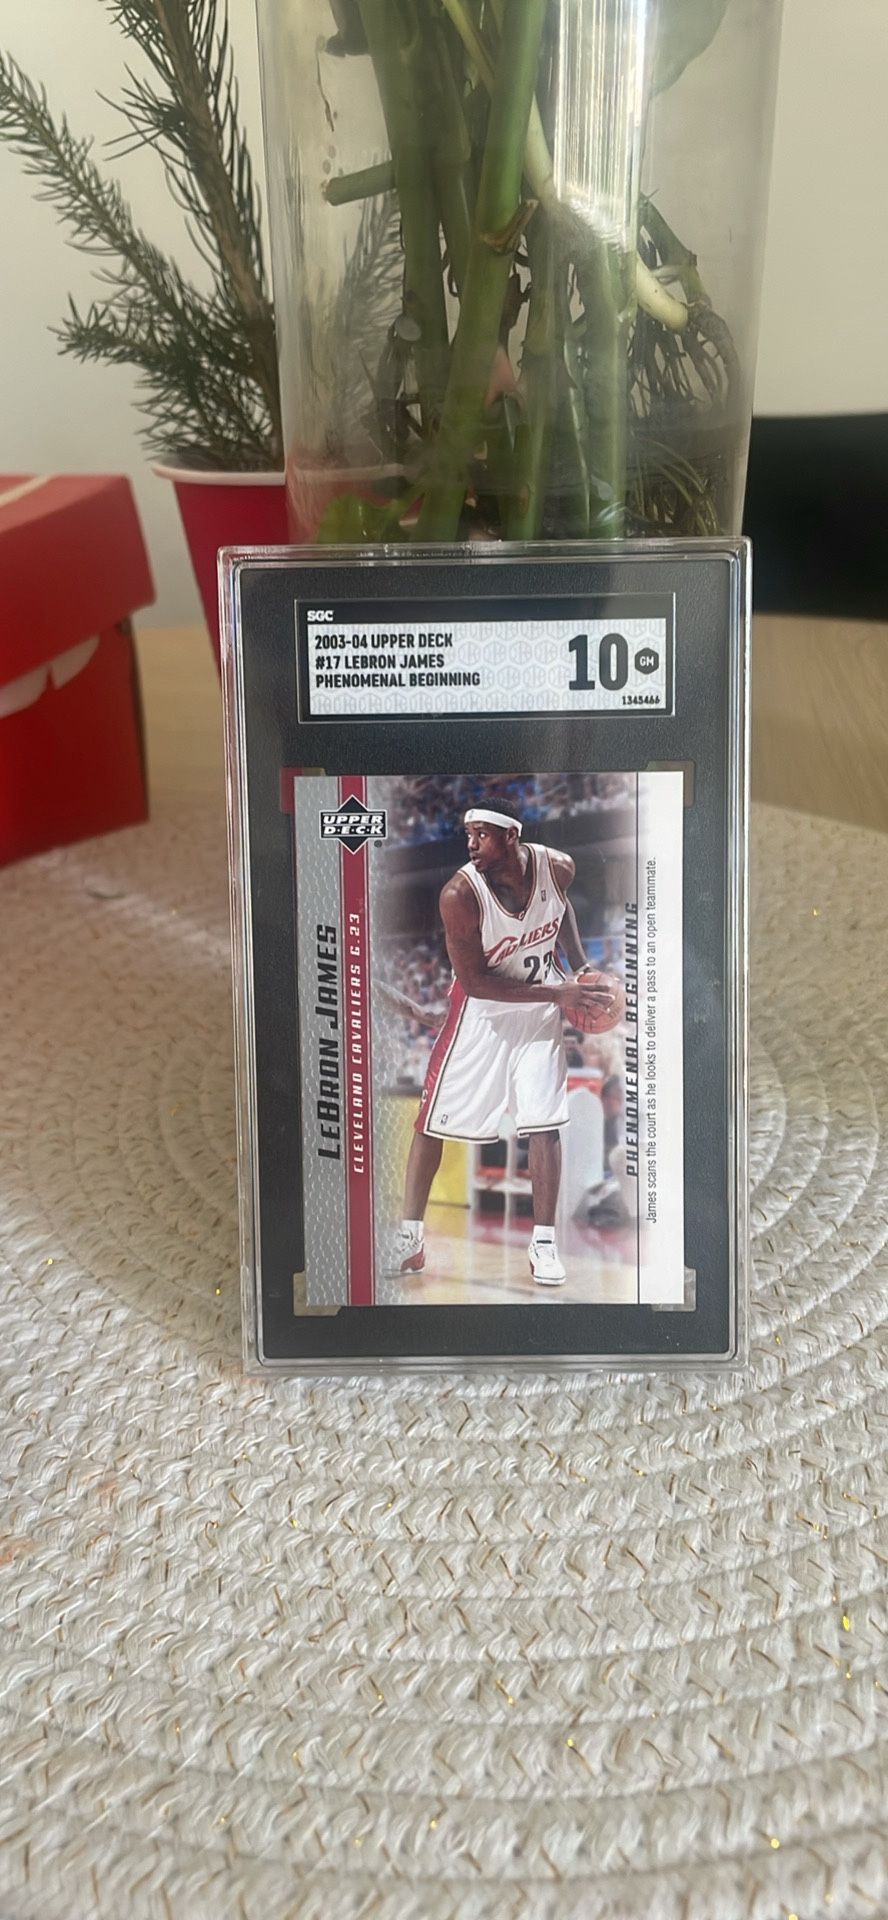 SGC
2003-04 UPPER DECK
#17 LEBRON JAMES
PHENOMENAL BEGINNING
10
GM
1345466
UPPER
D·E·C·K
LEBRON JAMES
CLEVELAND CAVALIERS G.23
CAVALIERS
23
PHENOMENAL BEGINNING
James scans the court as he looks to deliver a pass to an open teammate.